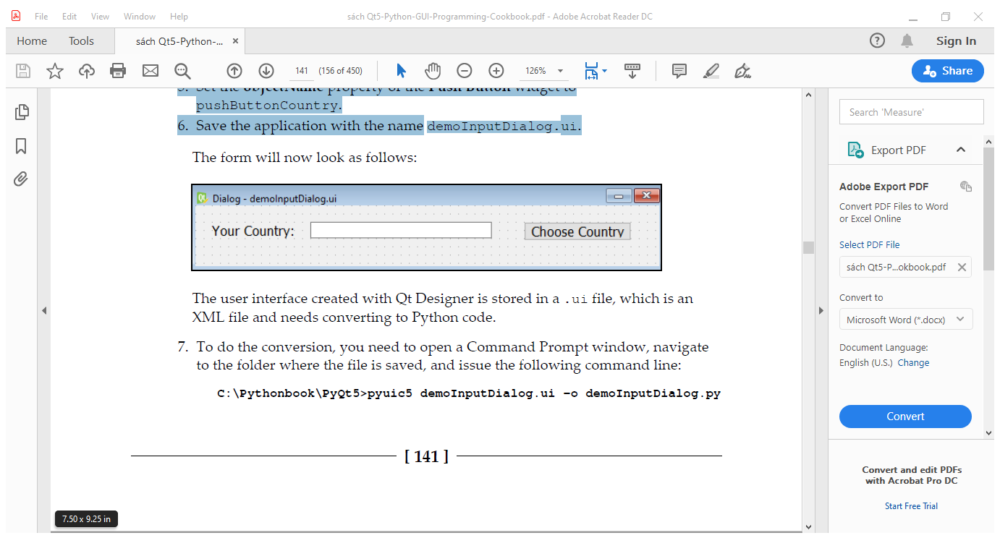 File Edit View Window Help
sách Qt5-Python-GUI-Programming-Cookbook.pdf - Adobe Acrobat Reader DC
Home Tools sách Qt5-Python-... × Sign In
141 (156 of 450) 126% Share
5. Set the objectName property of the Push Button widget to
pushButtonCountry.
6. Save the application with the name demoInputDialog.ui.
The form will now look as follows:
Dialog - demoInputDialog.ui
Your Country: Choose Country
The user interface created with Qt Designer is stored in a .ui file, which is an
XML file and needs converting to Python code.
7. To do the conversion, you need to open a Command Prompt window, navigate
to the folder where the file is saved, and issue the following command line:
C:\Pythonbook\PyQt5>pyuic5 demoInputDialog.ui -o demoInputDialog.py
[ 141 ]
7.50 x 9.25 in
Search 'Measure'
Export PDF
Adobe Export PDF
Convert PDF Files to Word
or Excel Online
Select PDF File
sách Qt5-P...okbook.pdf
Convert to
Microsoft Word (*.docx)
Document Language:
English (U.S.) Change
Convert
Convert and edit PDFs
with Acrobat Pro DC
Start Free Trial